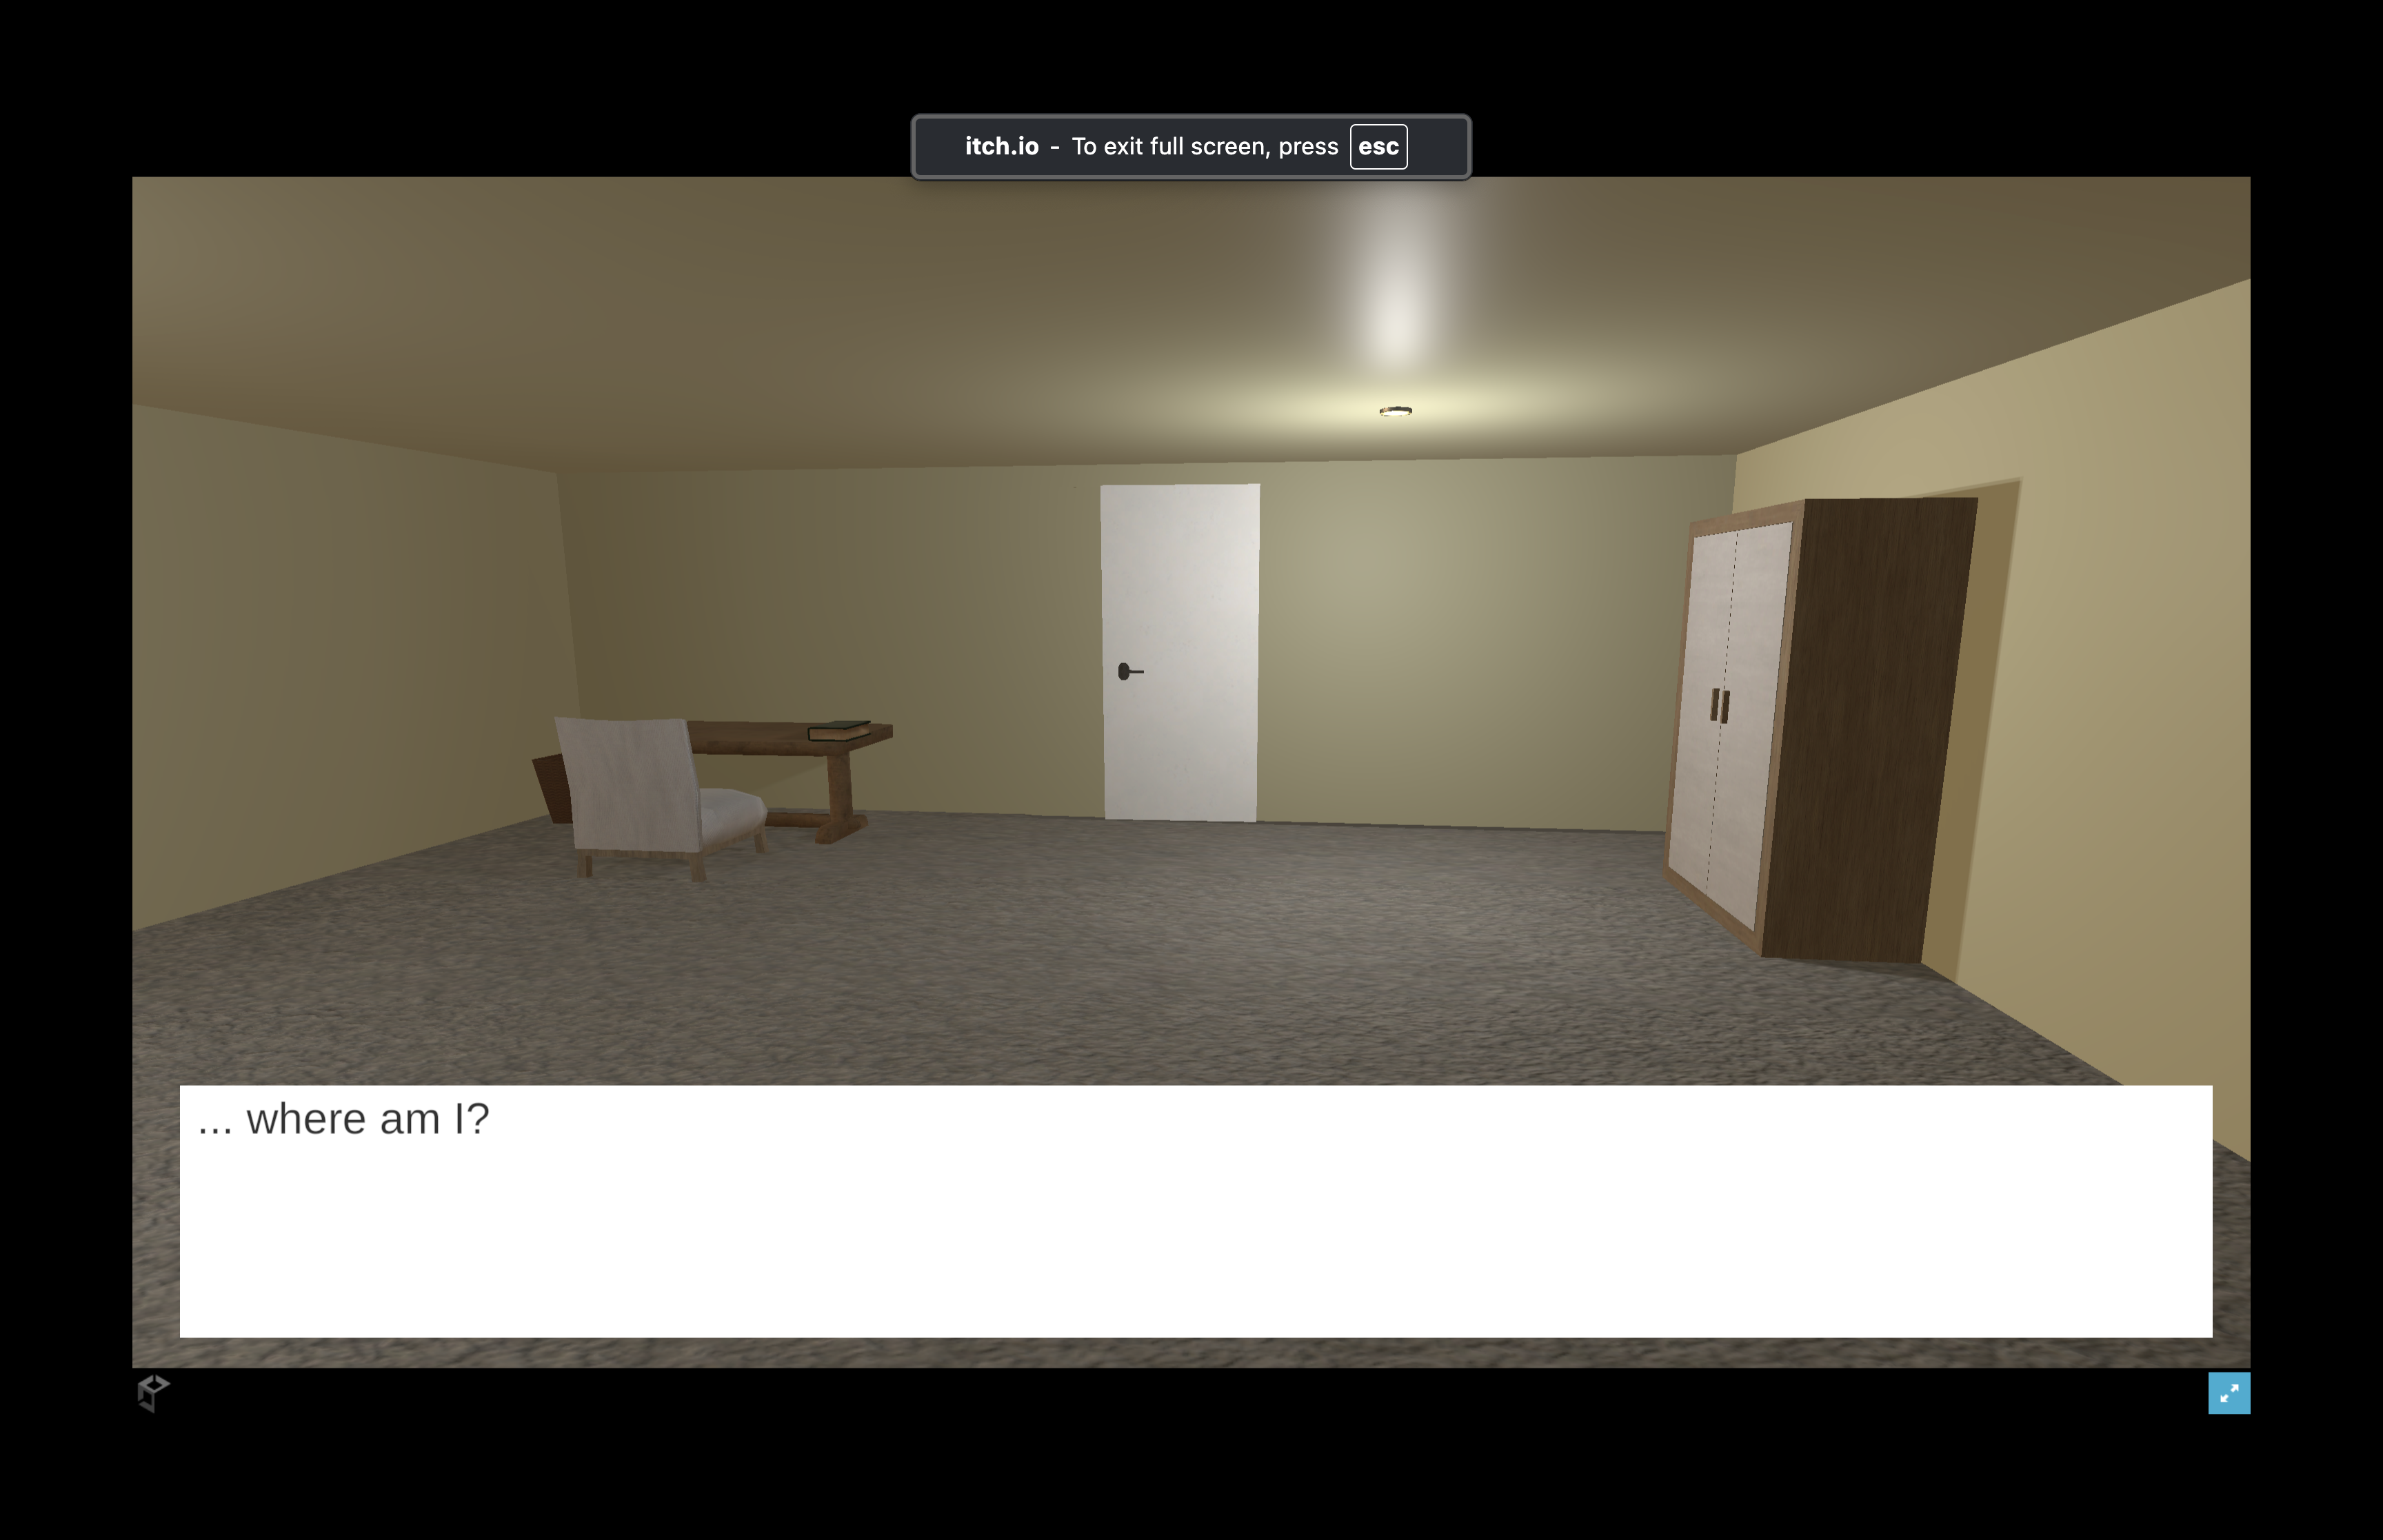 itch.io - To exit full screen, press esc
... where am I?